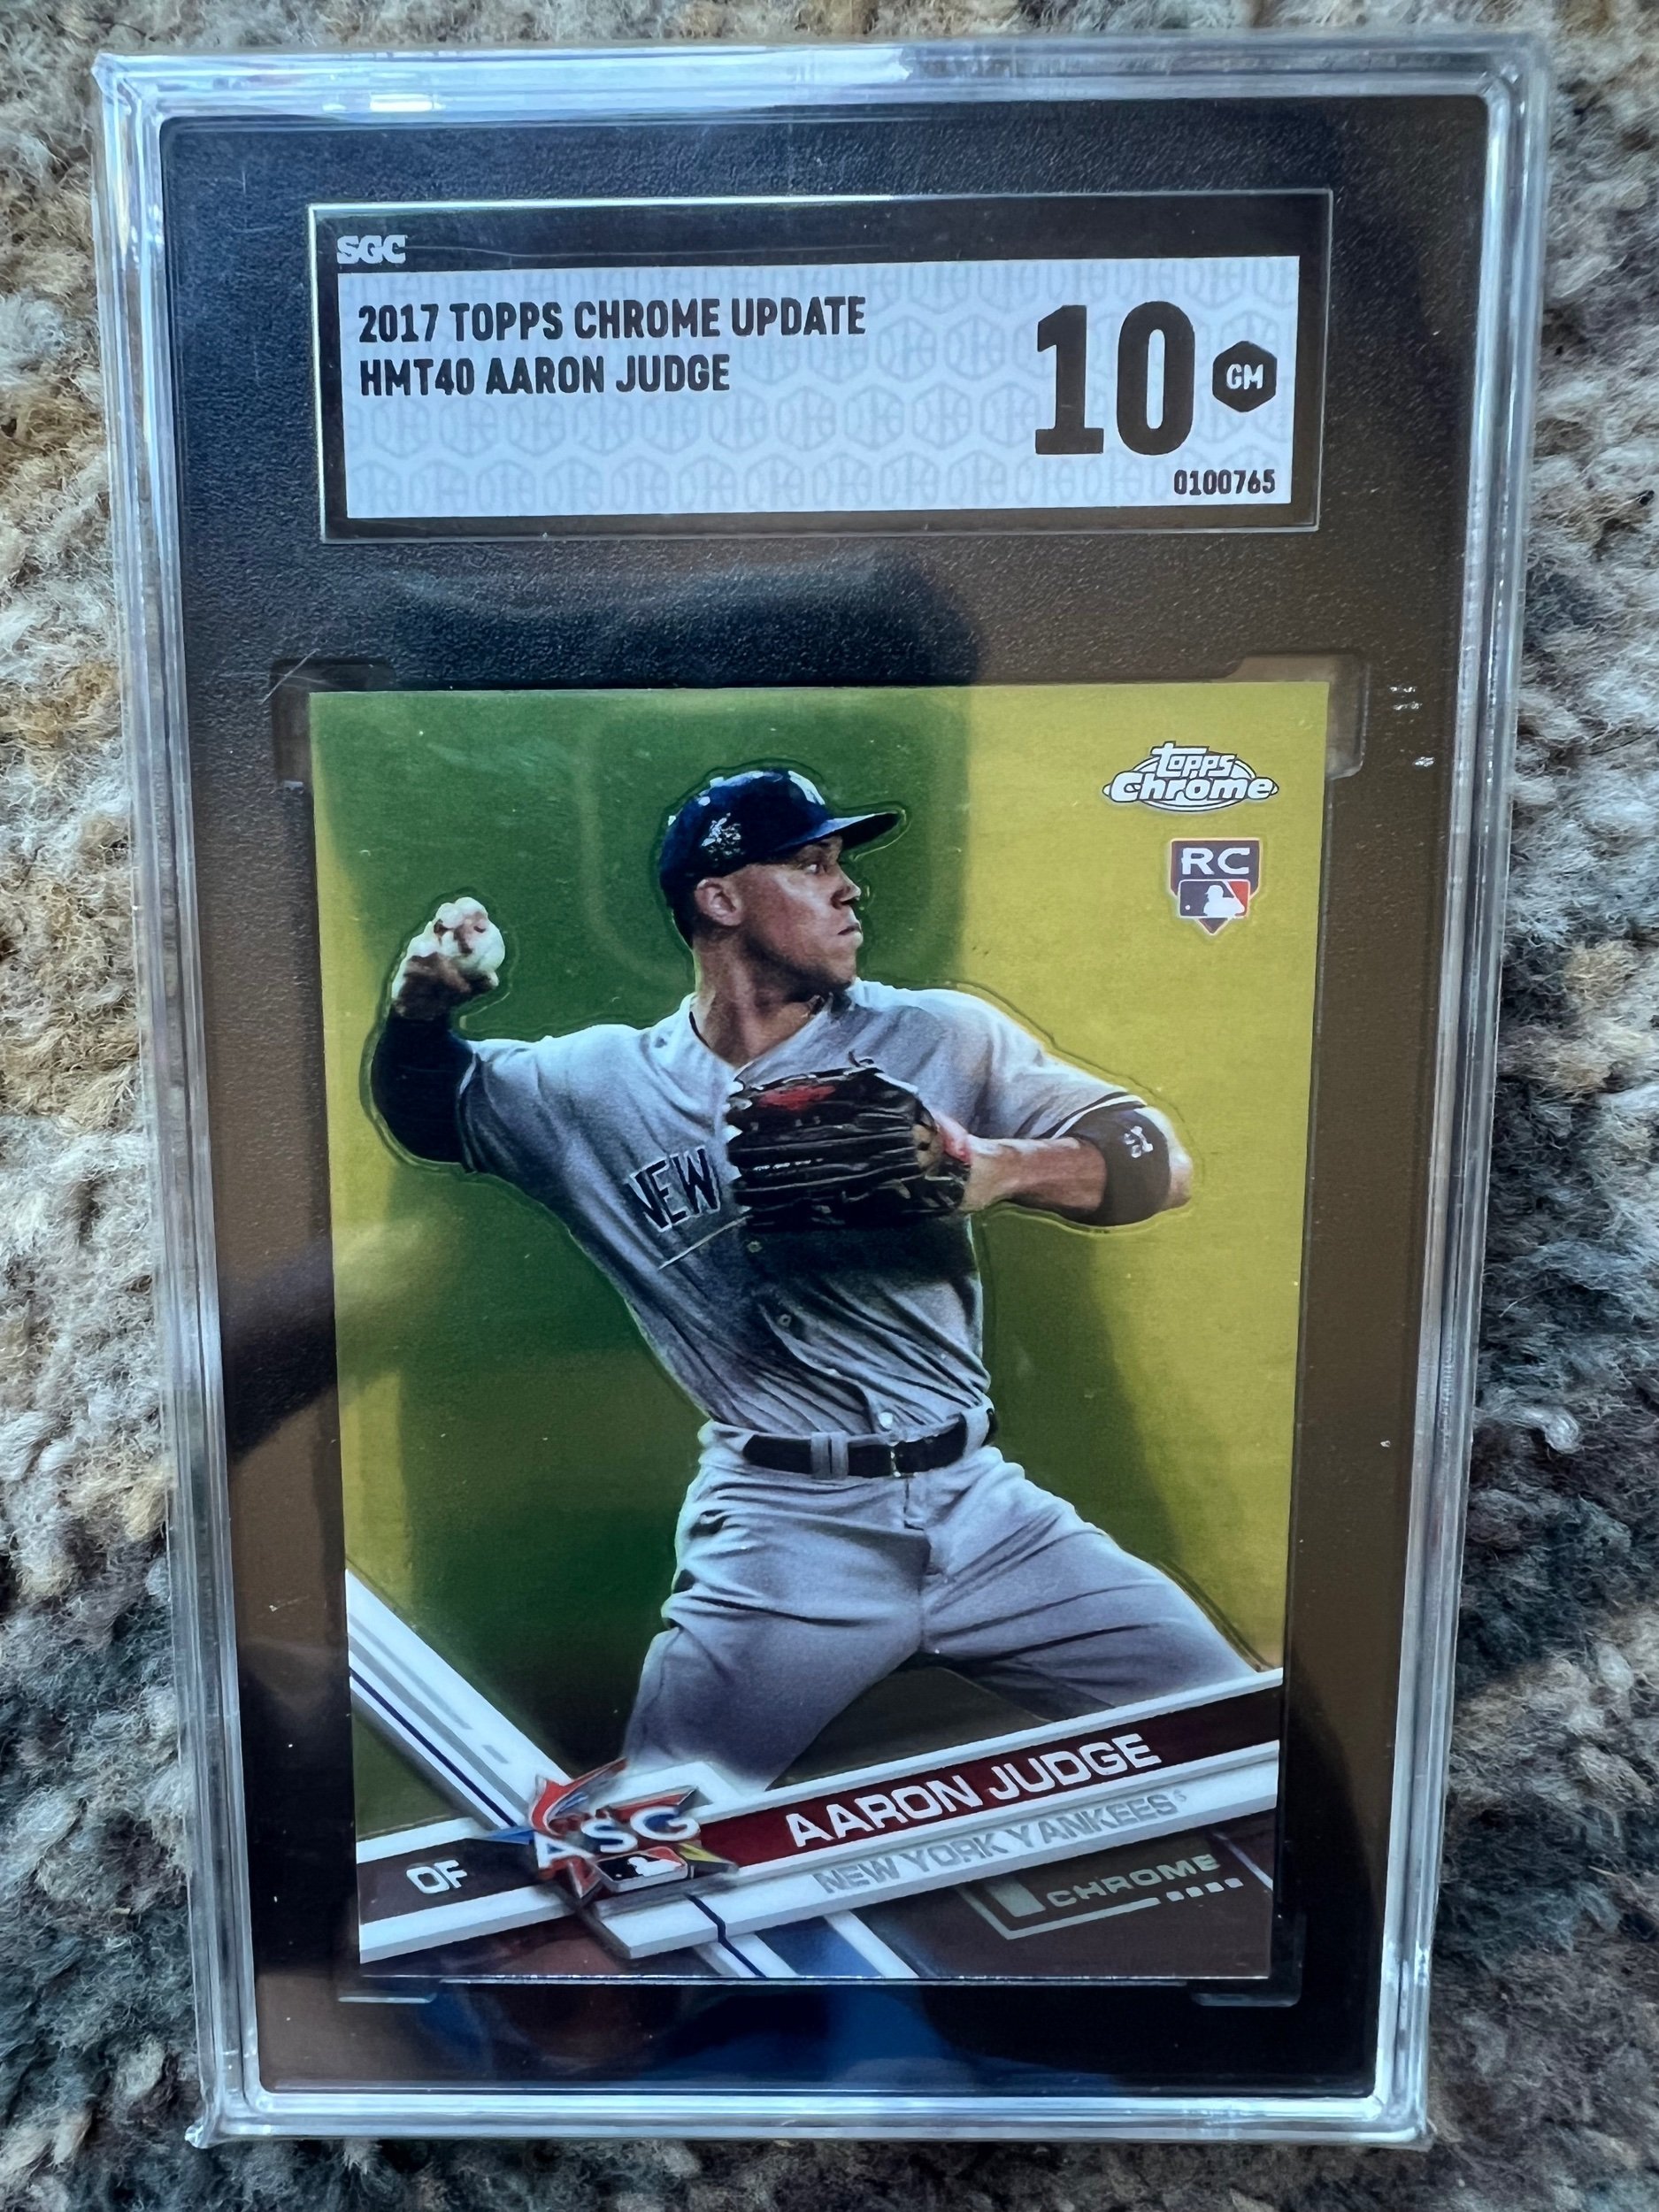 SGC
2017 TOPPS CHROME UPDATE
HMT40 AARON JUDGE
10 GM
0100765
topps
Chrome
RC
NEW
AARON JUDGE
NEW YORK YANKEES
OF
ASG
CHROME